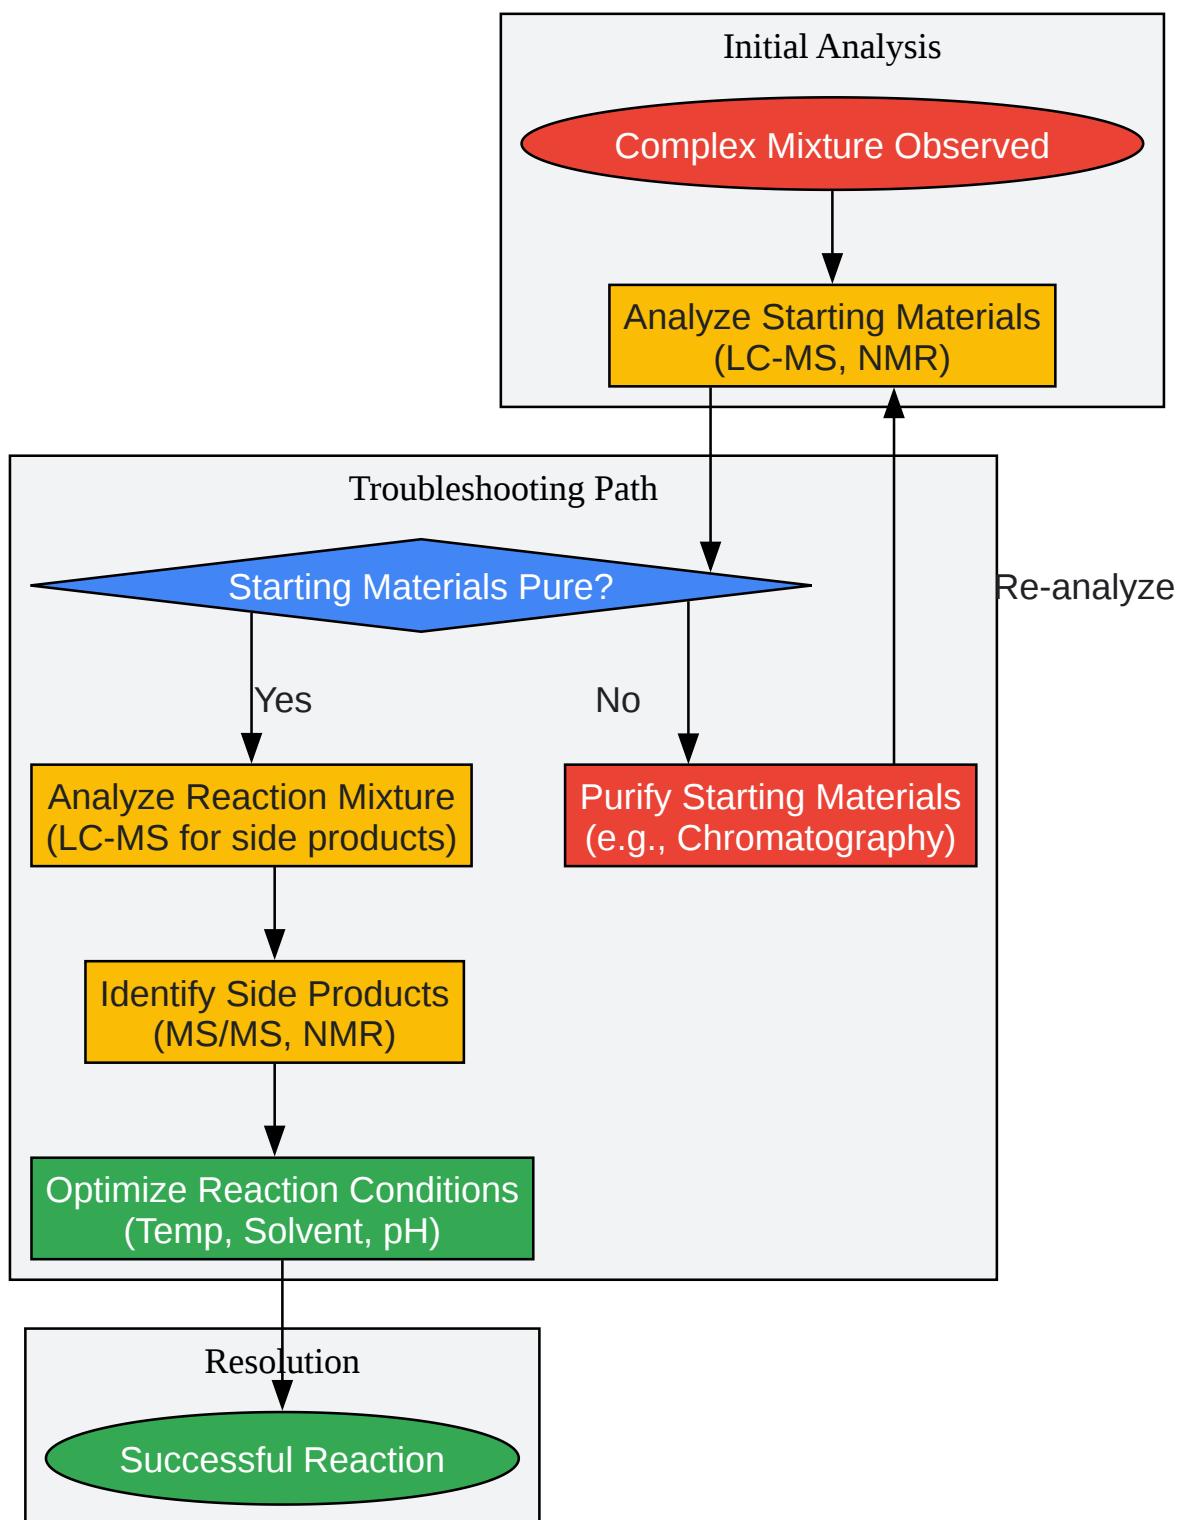 Initial Analysis
Complex Mixture Observed
Analyze Starting Materials
(LC-MS, NMR)
Troubleshooting Path
Starting Materials Pure?
Re-analyze
Yes
No
Analyze Reaction Mixture
(LC-MS for side products)
Purify Starting Materials
(e.g., Chromatography)
Identify Side Products
(MS/MS, NMR)
Optimize Reaction Conditions
(Temp, Solvent, pH)
Resolution
Successful Reaction